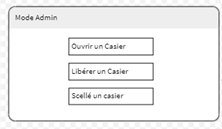 Mode Admin
Ouvrir un Casier
Libérer un Casier
Scellé un casier